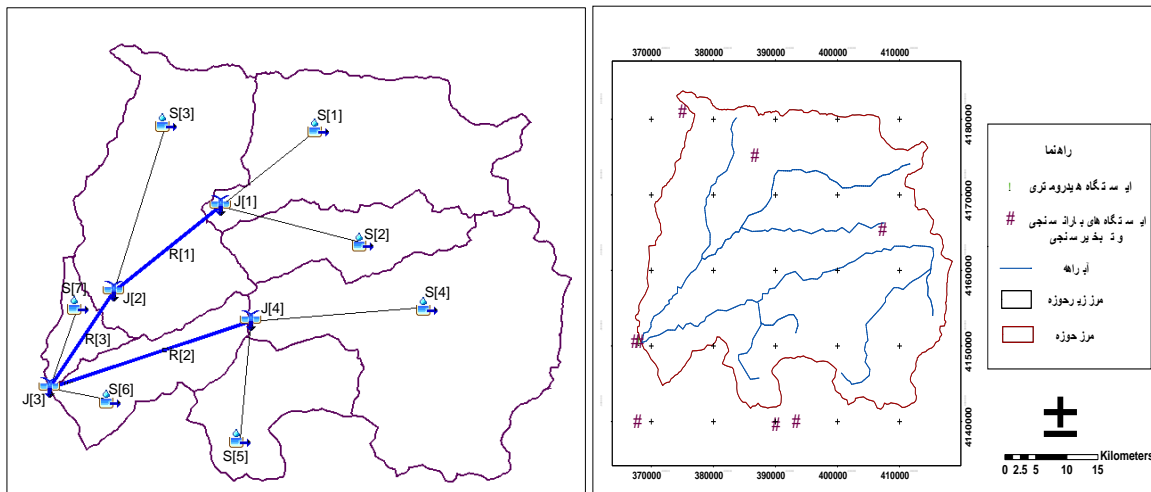 S[3]
S[1]
J[1]
S[2]
R[1]
S[7]
J[2]
S[4]
J[4]
R[3]
R[2]
J[3]
S[6]
S[5]
370000
380000
390000
400000
410000
4180000
4170000
4160000
4150000
4140000
راهنما
ایستگاه هیدرومتری
ایستگاه های بارانسنجی
و تبخیرسنجی
آبراهه
مرز زیرحوزه
مرز حوزه
Kilometers
0 2.5 5 10 15